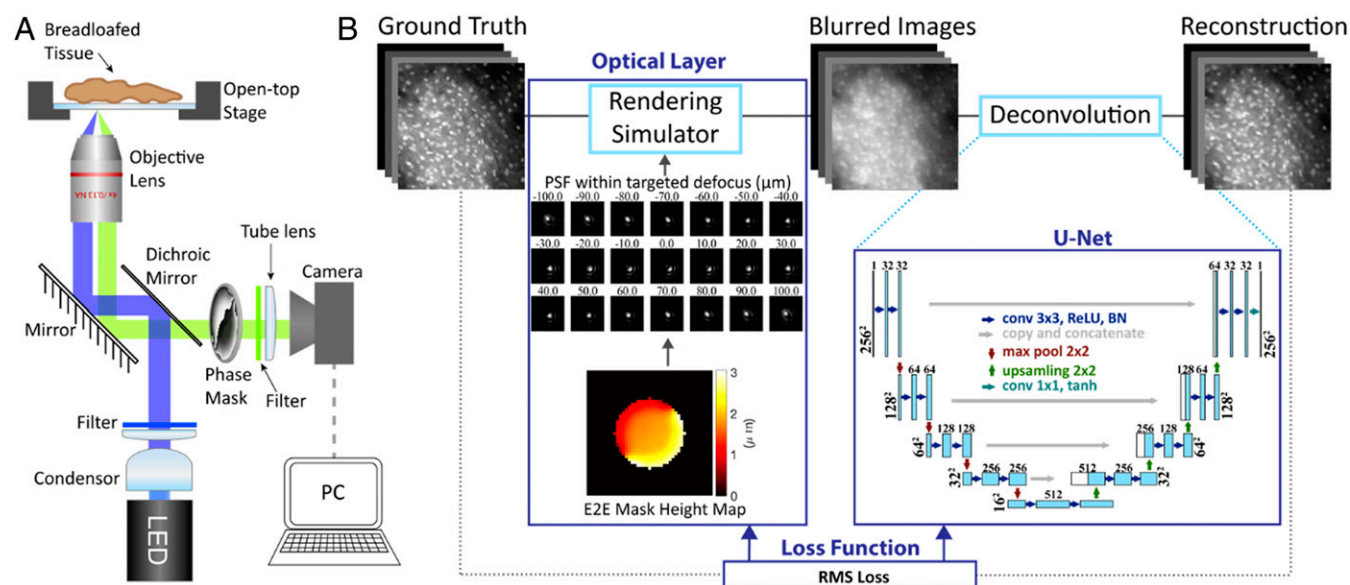 A
Breadloafed
Tissue
Open-top
Stage
Objective
Lens
4x /0.13 NA
Tube lens
Dichroic
Mirror
Camera
Mirror
Phase
Mask
Filter
Filter
Condensor
LED
PC
B
Ground Truth
Blurred Images
Reconstruction
Optical Layer
Rendering
Simulator
Deconvolution
PSF within targeted defocus (μm)
-100.0 -90.0 -80.0 -70.0 -60.0 -50.0 -40.0
-30.0 -20.0 -10.0 0.0 10.0 20.0 30.0
40.0 50.0 60.0 70.0 80.0 90.0 100.0
3
2
1
0
(μm)
E2E Mask Height Map
U-Net
1 32 32
64 32 32 1
256²
256²
conv 3x3, ReLU, BN
copy and concatenate
max pool 2x2
upsamling 2x2
conv 1x1, tanh
64 64
128 64
128²
128²
128 128
256 128
64²
64²
256 256
512 256
32²
32²
512
16²
Loss Function
RMS Loss